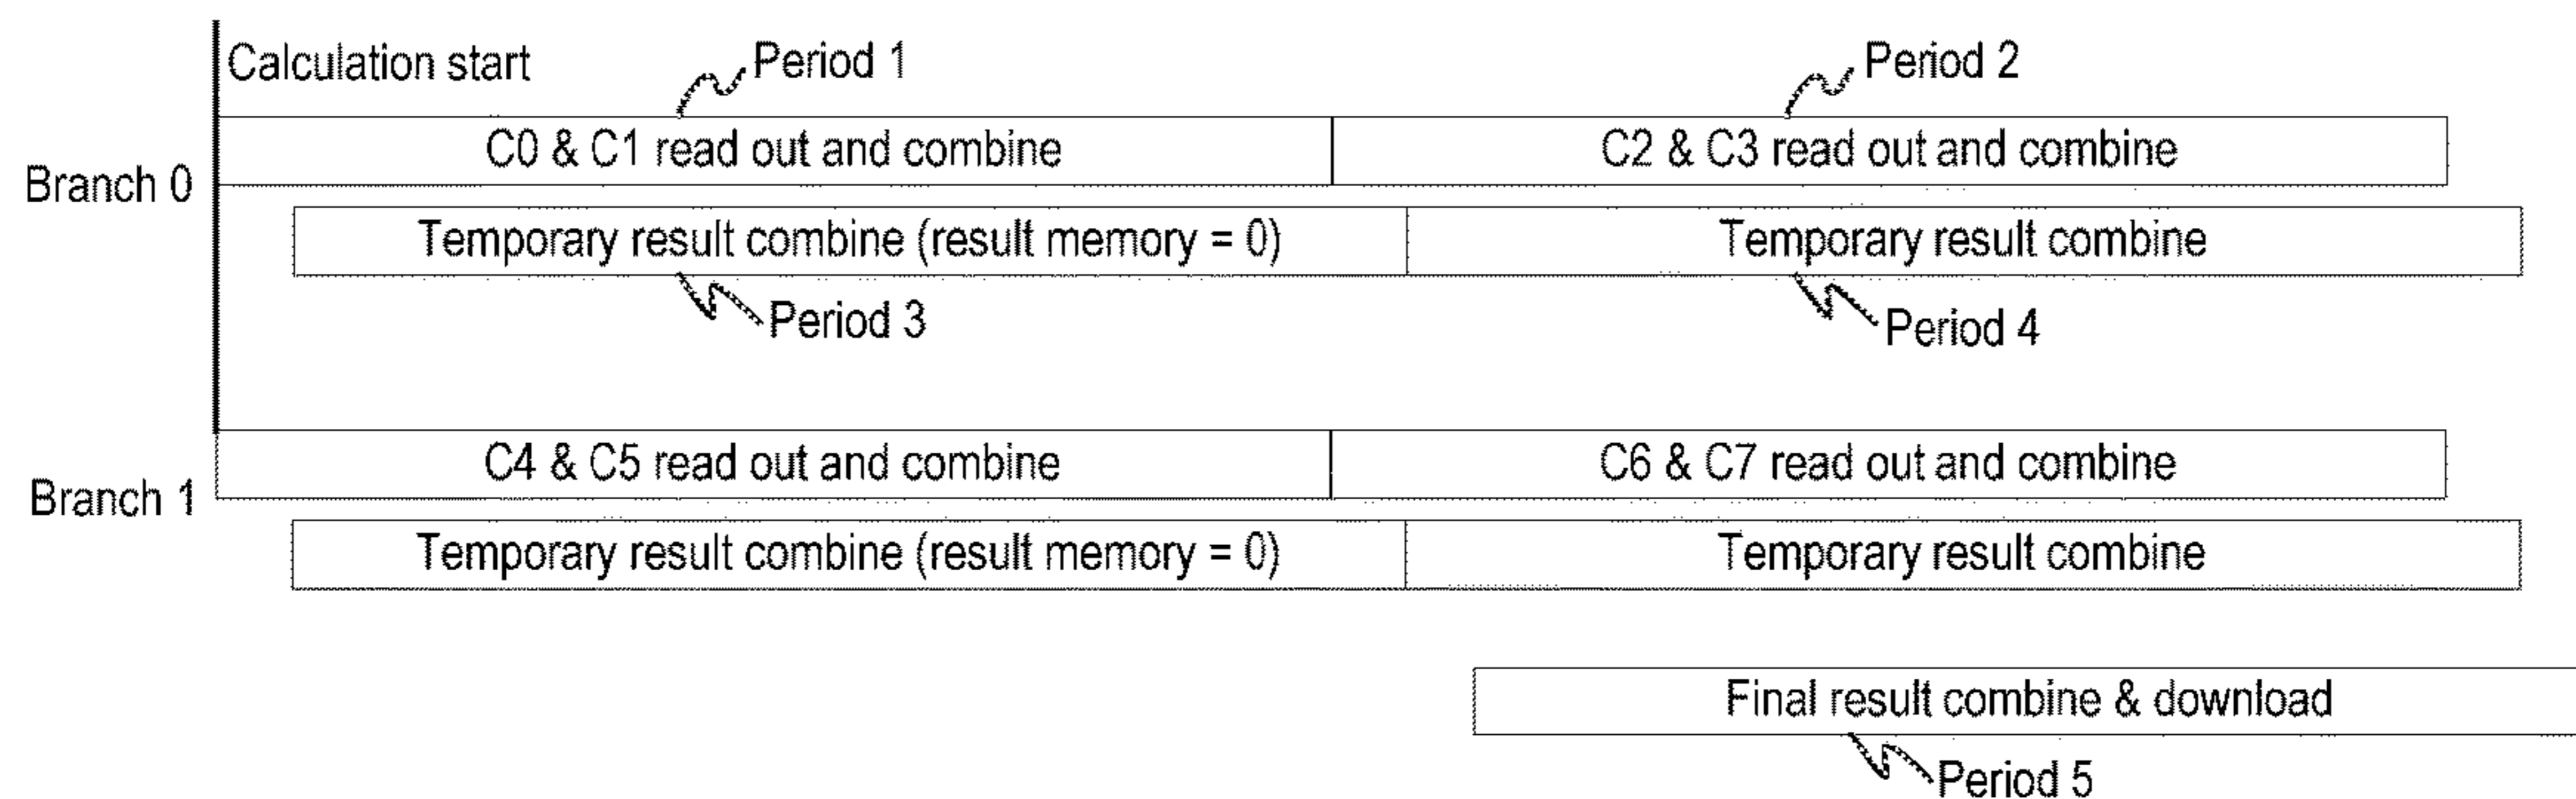 Calculation start
Period 1
Period 2
Branch 0
C0 & C1 read out and combine
C2 & C3 read out and combine
Temporary result combine (result memory = 0)
Temporary result combine
Period 3
Period 4
Branch 1
C4 & C5 read out and combine
C6 & C7 read out and combine
Temporary result combine (result memory = 0)
Temporary result combine
Final result combine & download
Period 5